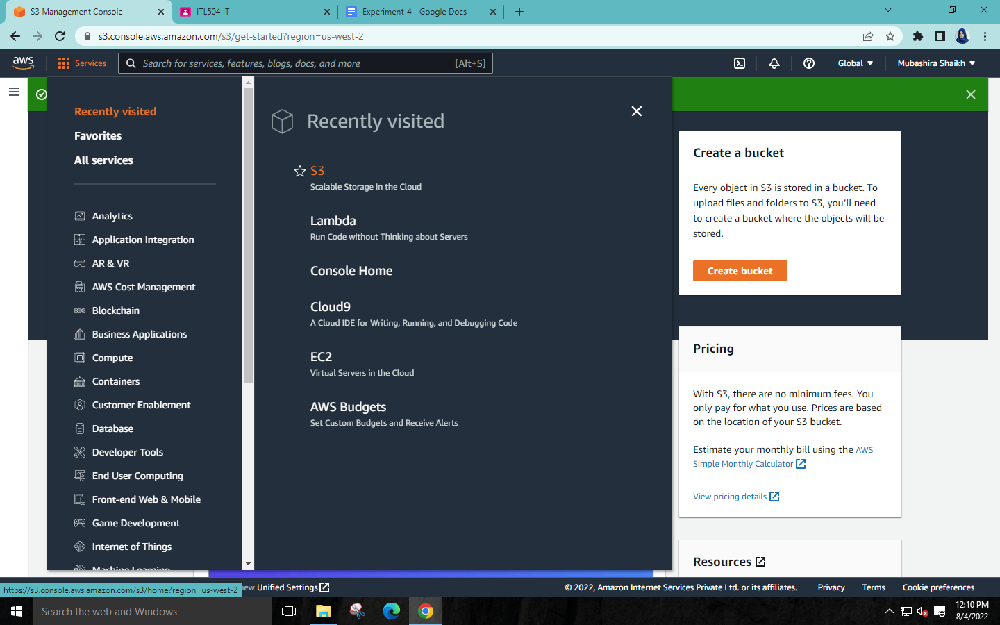 S3 Management Console
ITL504 IT
Experiment-4 - Google Docs
s3.console.aws.amazon.com/s3/get-started?region=us-west-2
aws
Services
Search for services, features, blogs, docs, and more
[Alt+S]
Global
Mubashira Shaikh
Recently visited
Favorites
All services
Analytics
Application Integration
AR & VR
AWS Cost Management
Blockchain
Business Applications
Compute
Containers
Customer Enablement
Database
Developer Tools
End User Computing
Front-end Web & Mobile
Game Development
Internet of Things
Machine Learning
Recently visited
S3
Scalable Storage in the Cloud
Lambda
Run Code without Thinking about Servers
Console Home
Cloud9
A Cloud IDE for Writing, Running, and Debugging Code
EC2
Virtual Servers in the Cloud
AWS Budgets
Set Custom Budgets and Receive Alerts
Create a bucket
Every object in S3 is stored in a bucket. To
upload files and folders to S3, you'll need
to create a bucket where the objects will be
stored.
Create bucket
Pricing
With S3, there are no minimum fees. You
only pay for what you use. Prices are based
on the location of your S3 bucket.
Estimate your monthly bill using the AWS
Simple Monthly Calculator
View pricing details
Resources
https://s3.console.aws.amazon.com/s3/home?region=us-west-2
Unified Settings
© 2022, Amazon Internet Services Private Ltd. or its affiliates.
Privacy
Terms
Cookie preferences
Search the web and Windows
12:10 PM
8/4/2022